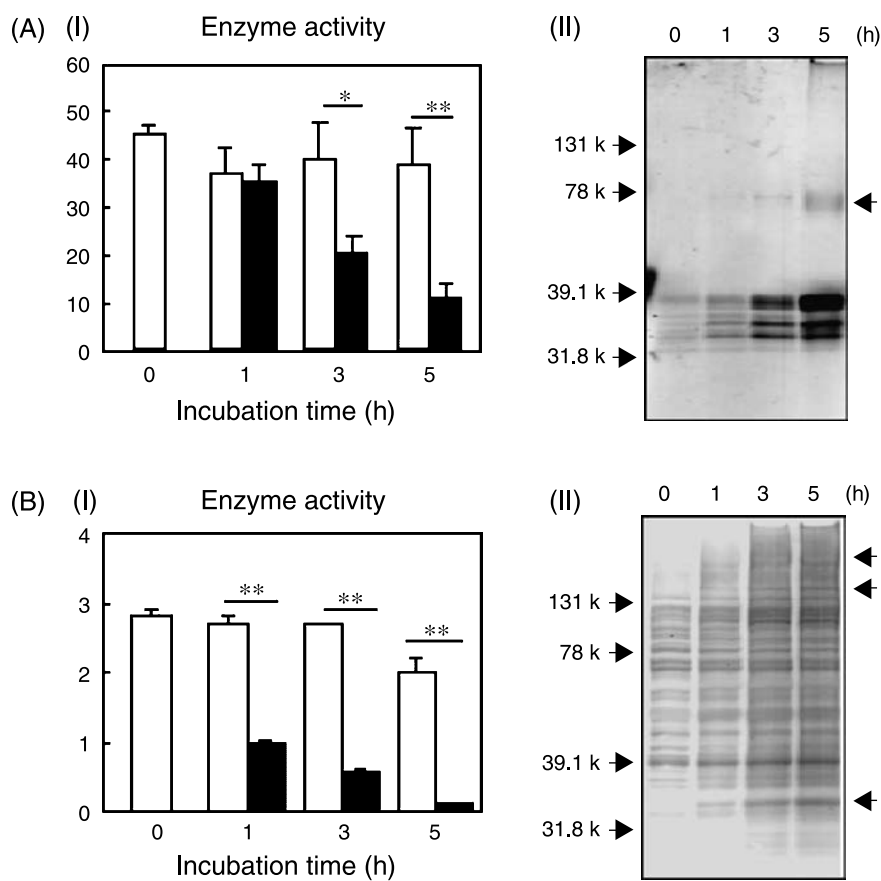 (A) (I) Enzyme activity
60
50
40
30
20
10
0
* **
0 1 3 5
Incubation time (h)
(II)
0 1 3 5 (h)
131 k
78 k
39.1 k
31.8 k
(B) (I) Enzyme activity
4
3
2
1
0
** ** **
0 1 3 5
Incubation time (h)
(II)
0 1 3 5 (h)
131 k
78 k
39.1 k
31.8 k